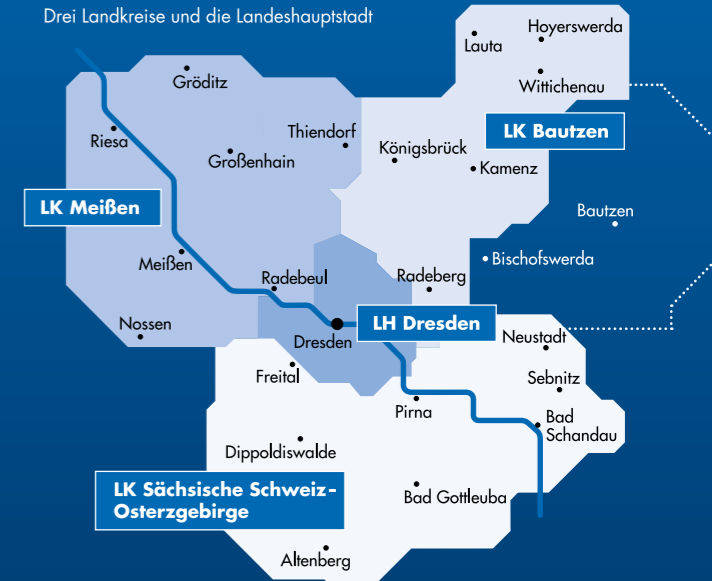 Drei Landkreise und die Landeshauptstadt
Hoyerswerda
Lauta
Wittichenau
Gröditz
LK Bautzen
Thiendorf
Riesa
Königsbrück
Großenhain
Kamenz
LK Meißen
Bautzen
Meißen
Bischofswerda
Radebeul
Radeberg
Nossen
LH Dresden
Dresden
Neustadt
Freital
Sebnitz
Pirna
Bad
Schandau
Dippoldiswalde
LK Sächsische Schweiz-
Osterzgebirge
Bad Gottleuba
Altenberg